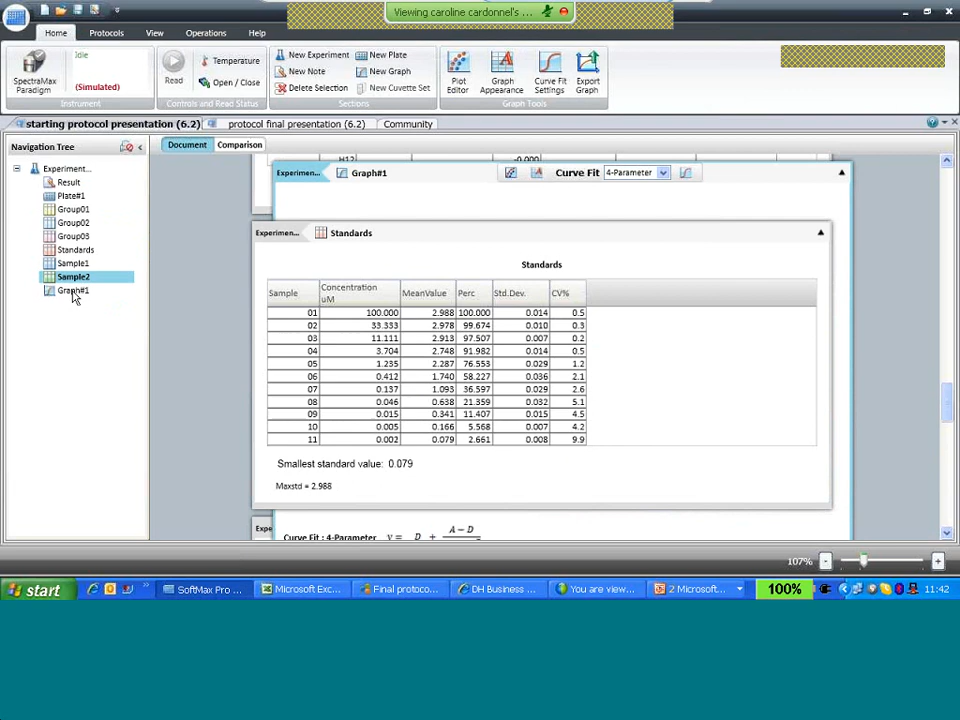 Viewing caroline cardonnel's ...
Home Protocols View Operations Help
Idle
(Simulated)
SpectraMax
Paradigm
Instrument
Read
Temperature
Open / Close
Controls and Read Status
New Experiment
New Note
Delete Selection
New Plate
New Graph
New Cuvette Set
Sections
Plot
Editor
Graph
Appearance
Curve Fit
Settings
Export
Graph
Graph Tools
starting protocol presentation (6.2) protocol final presentation (6.2) Community
Navigation Tree
Document Comparison
Experiment...
Result
Plate#1
Group01
Group02
Group03
Standards
Sample1
Sample2
Graph#1
H12 -0.000
Experimen... Graph#1 Curve Fit 4-Parameter
Experimen... Standards
Standards
Sample Concentration uM MeanValue Perc Std.Dev. CV%
01 100.000 2.988 100.000 0.014 0.5
02 33.333 2.978 99.674 0.010 0.3
03 11.111 2.913 97.507 0.007 0.2
04 3.704 2.748 91.982 0.014 0.5
05 1.235 2.287 76.553 0.029 1.2
06 0.412 1.740 58.227 0.036 2.1
07 0.137 1.093 36.597 0.029 2.6
08 0.046 0.638 21.359 0.032 5.1
09 0.015 0.341 11.407 0.015 4.5
10 0.005 0.166 5.568 0.007 4.2
11 0.002 0.079 2.661 0.008 9.9
Smallest standard value: 0.079
Maxstd = 2.988
Expe
Curve Fit : 4-Parameter y = D + A – D
107%
start
SoftMax Pro ...
Microsoft Exc...
Final protoco...
DH Business ...
You are view...
2 Microsoft...
100%
11:42